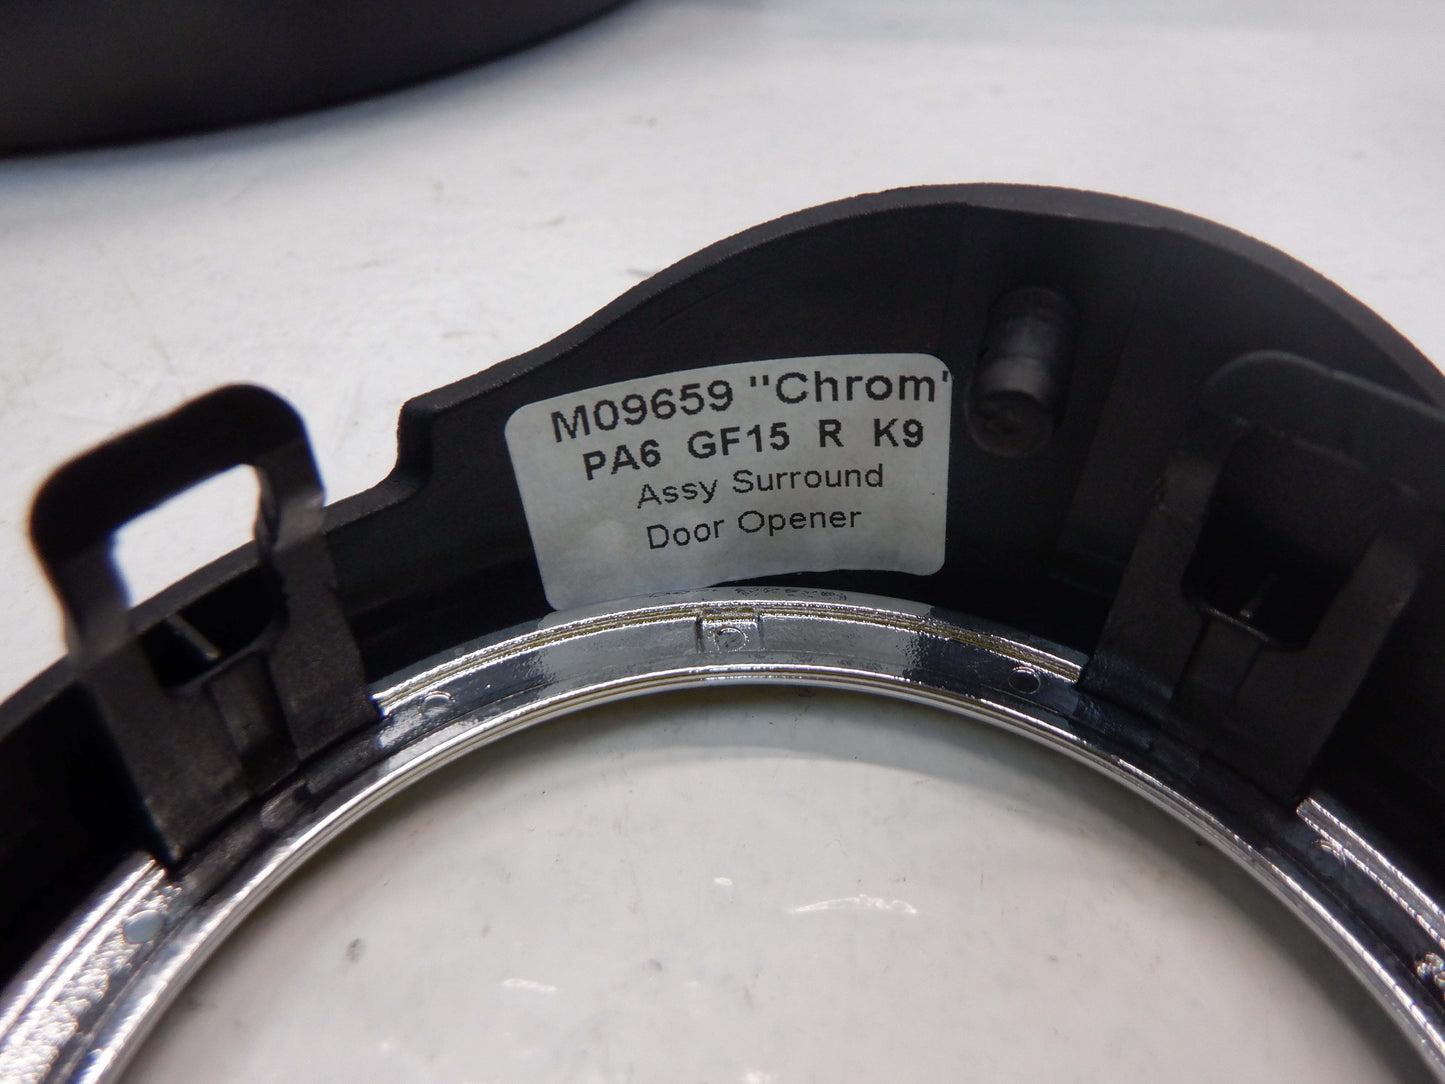 M09659 "Chrom"
PA6 GF15 R K9
Assy Surround
Door Opener